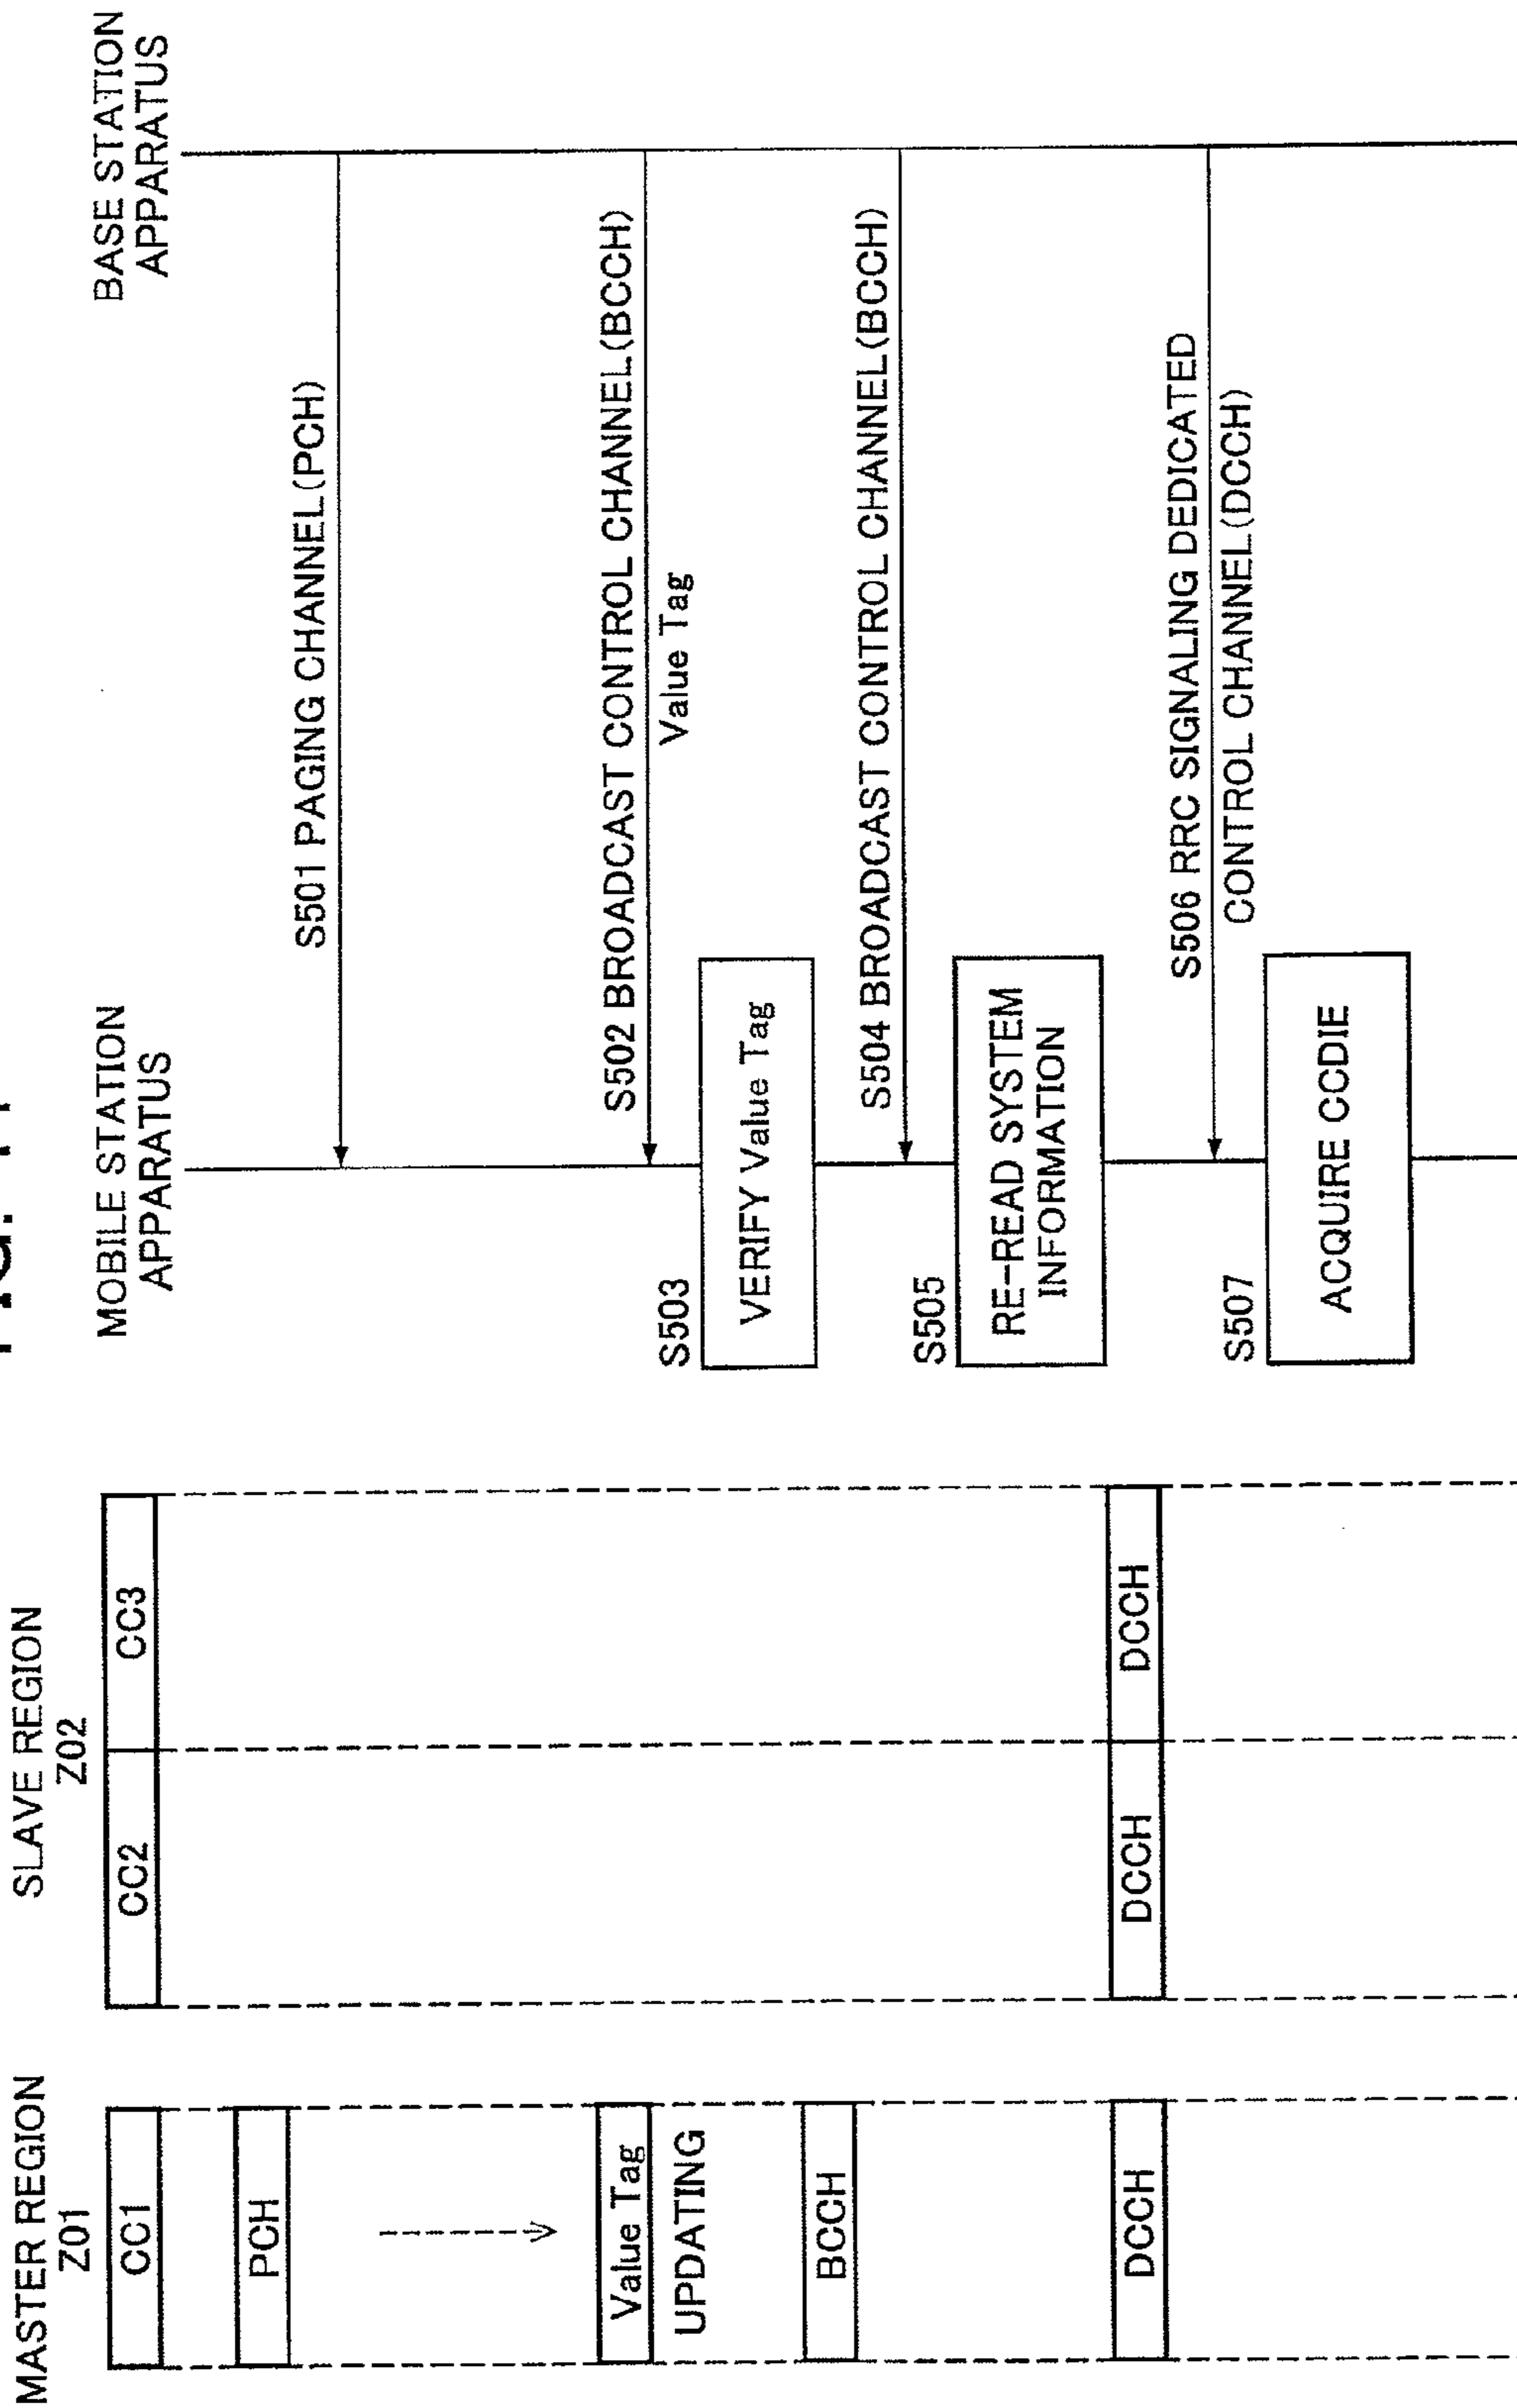 MASTER REGION
Z01
SLAVE REGION
Z02
MOBILE STATION
APPARATUS
BASE STATION
APPARATUS
CC1
CC2
CC3
PCH
S501 PAGING CHANNEL(PCH)
Value Tag
UPDATING
S502 BROADCAST CONTROL CHANNEL(BCCH)
Value Tag
S503
VERIFY Value Tag
BCCH
S504 BROADCAST CONTROL CHANNEL(BCCH)
S505
RE-READ SYSTEM
INFORMATION
DCCH
DCCH
DCCH
S506 RRC SIGNALING DEDICATED
CONTROL CHANNEL(DCCH)
S507
ACQUIRE CCDIE